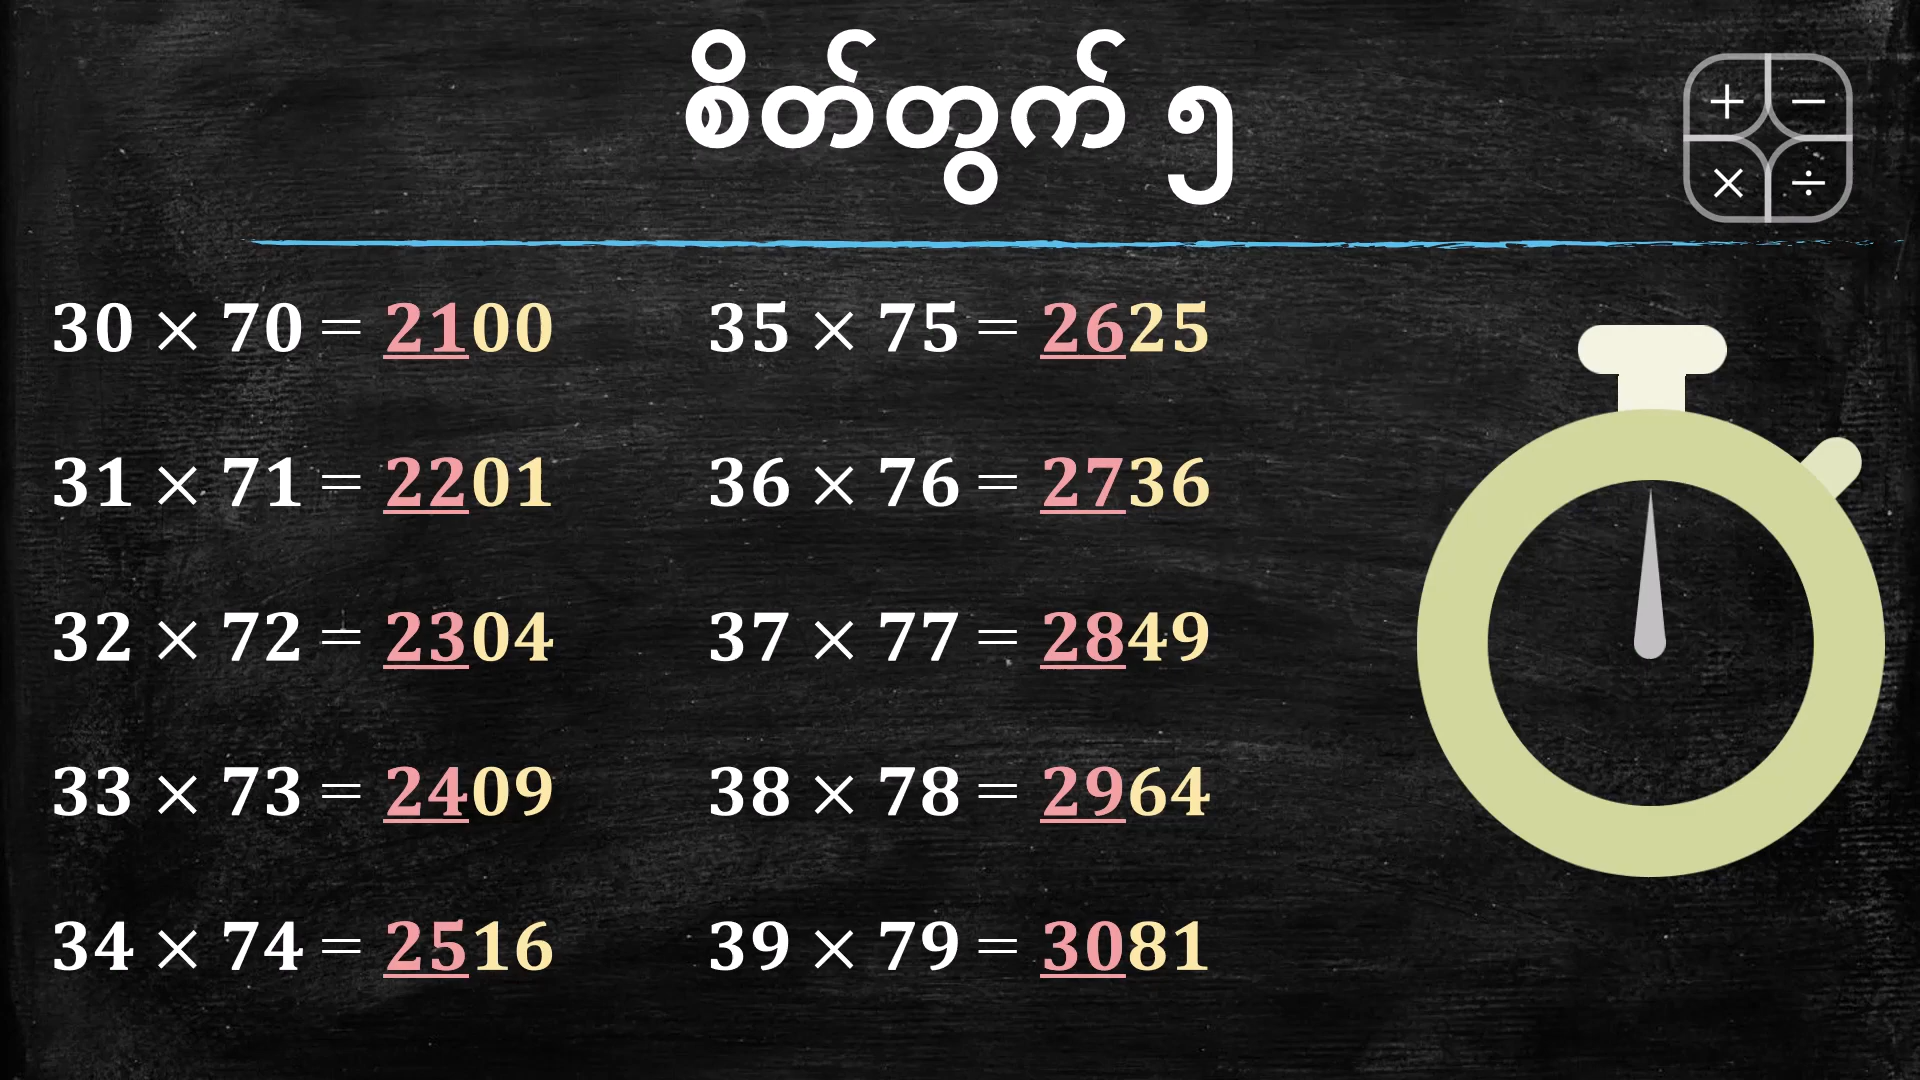 စိတ်တွက် ၅
+ −
× ÷
30 × 70 = 2100
31 × 71 = 2201
32 × 72 = 2304
33 × 73 = 2409
34 × 74 = 2516
35 × 75 = 2625
36 × 76 = 2736
37 × 77 = 2849
38 × 78 = 2964
39 × 79 = 3081